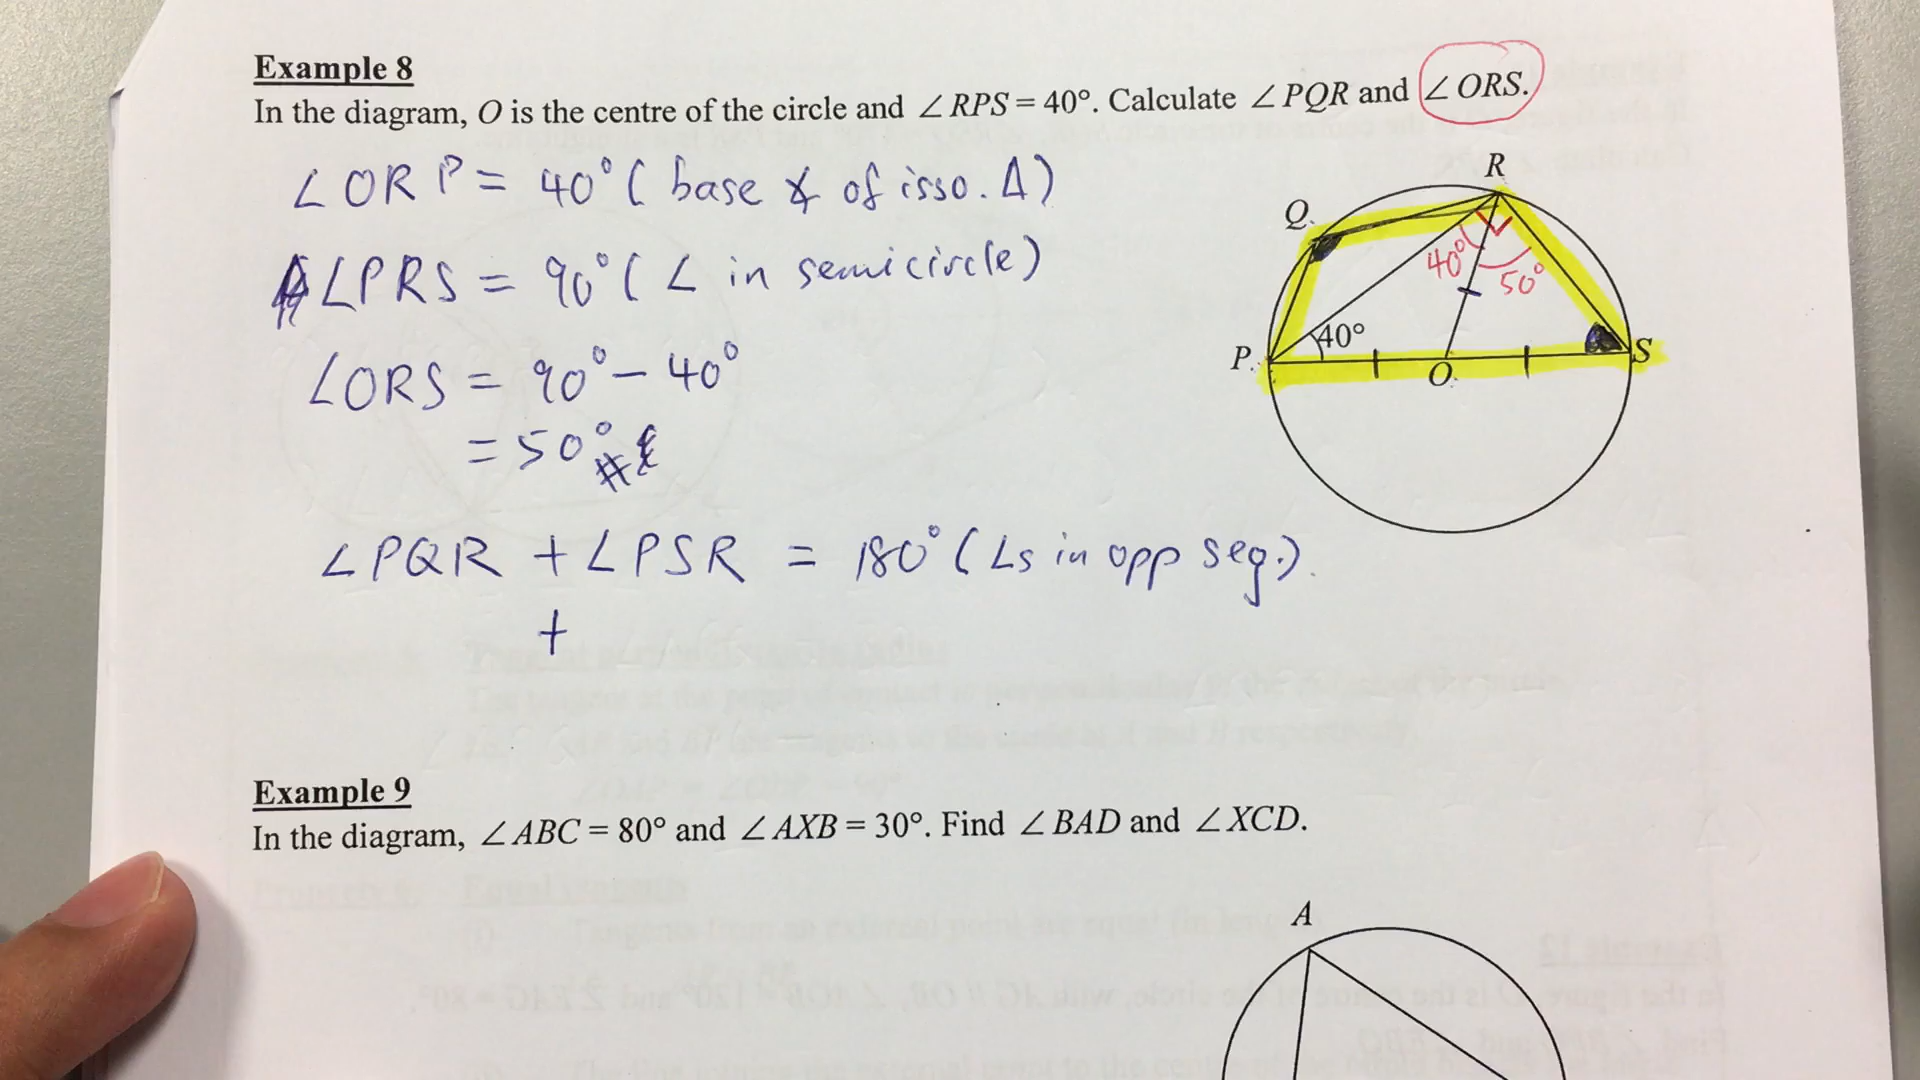 Example 8
In the diagram, O is the centre of the circle and ∠RPS = 40°. Calculate ∠PQR and ∠ORS.
∠ORP = 40° ( base ∡ of isso. Δ)
∠PRS = 90° ( ∠ in semicircle)
∠ORS = 90° − 40°
= 50°
∠PQR + ∠PSR = 180° (∠s in opp seg.)
+
R
Q
40°
50°
P
40°
O
S
Example 9
In the diagram, ∠ABC = 80° and ∠AXB = 30°. Find ∠BAD and ∠XCD.
A